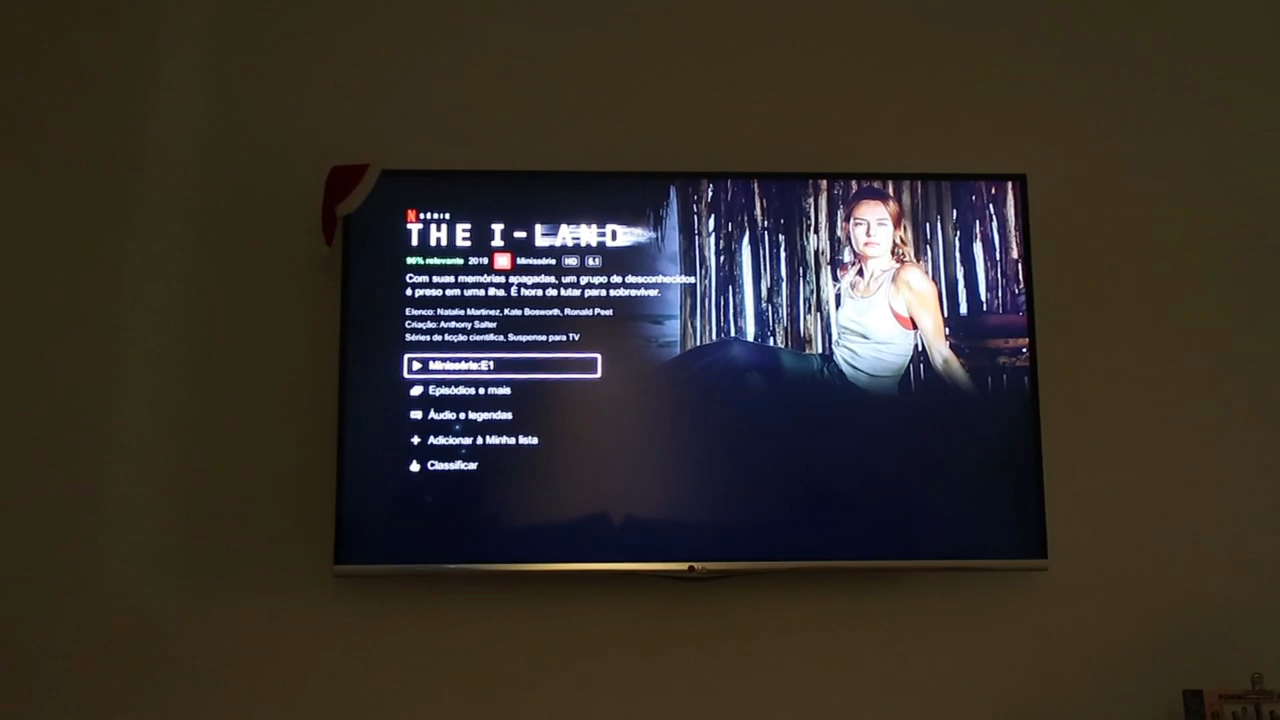 N SÉRIE
THE I-LAND
96% relevante 2019 16 Minissérie HD 5.1
Com suas memórias apagadas, um grupo de desconhecidos
é preso em uma ilha. É hora de lutar para sobreviver.
Elenco: Natalie Martinez, Kate Bosworth, Ronald Peet
Criação: Anthony Salter
Séries de ficção científica, Suspense para TV
Minissérie:E1
Episódios e mais
Áudio e legendas
Adicionar à Minha lista
Classificar
LG